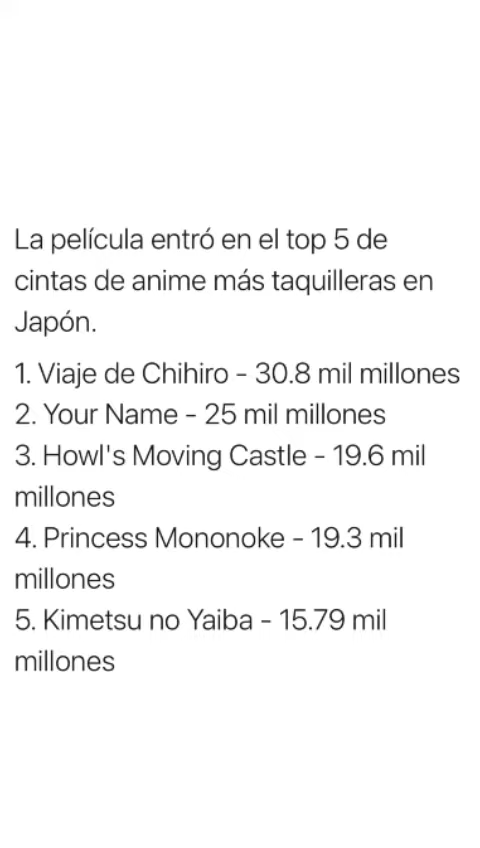 La película entró en el top 5 de
cintas de anime más taquilleras en
Japón.
1. Viaje de Chihiro - 30.8 mil millones
2. Your Name - 25 mil millones
3. Howl's Moving Castle - 19.6 mil
millones
4. Princess Mononoke - 19.3 mil
millones
5. Kimetsu no Yaiba - 15.79 mil
millones